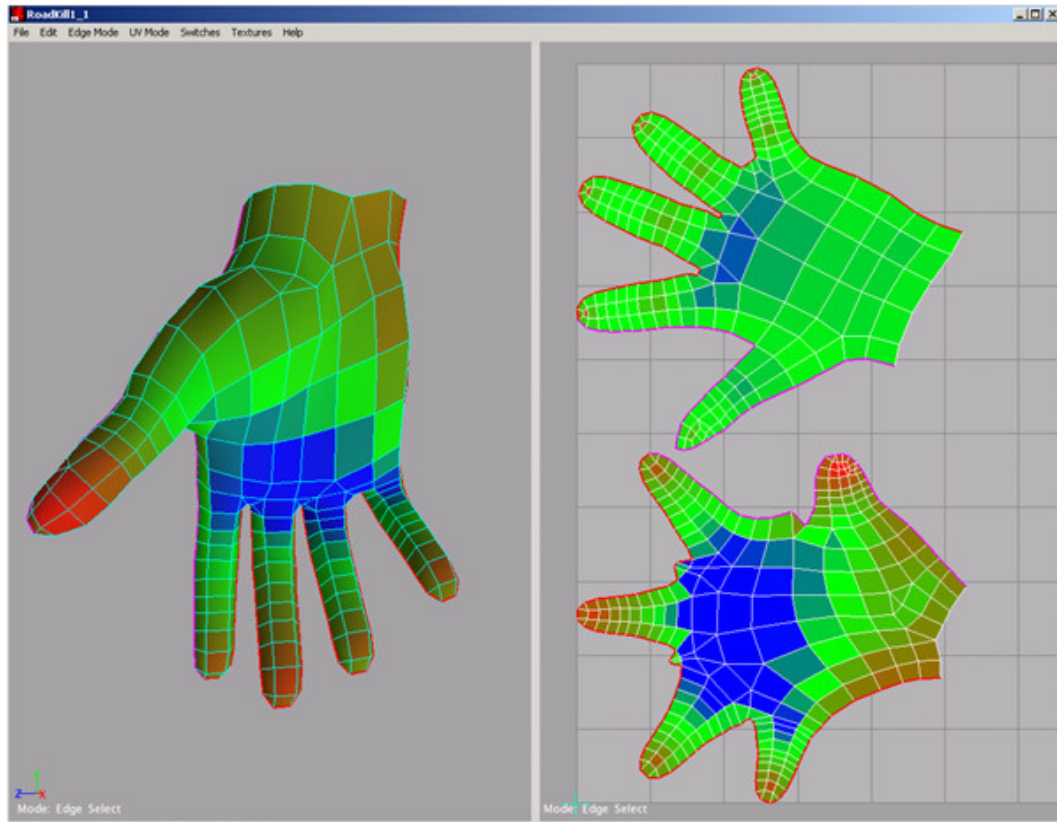 RoadKill1_1
File Edit Edge Mode UV Mode Switches Textures Help
Y
Z X
Mode: Edge Select
Mode: Edge Select